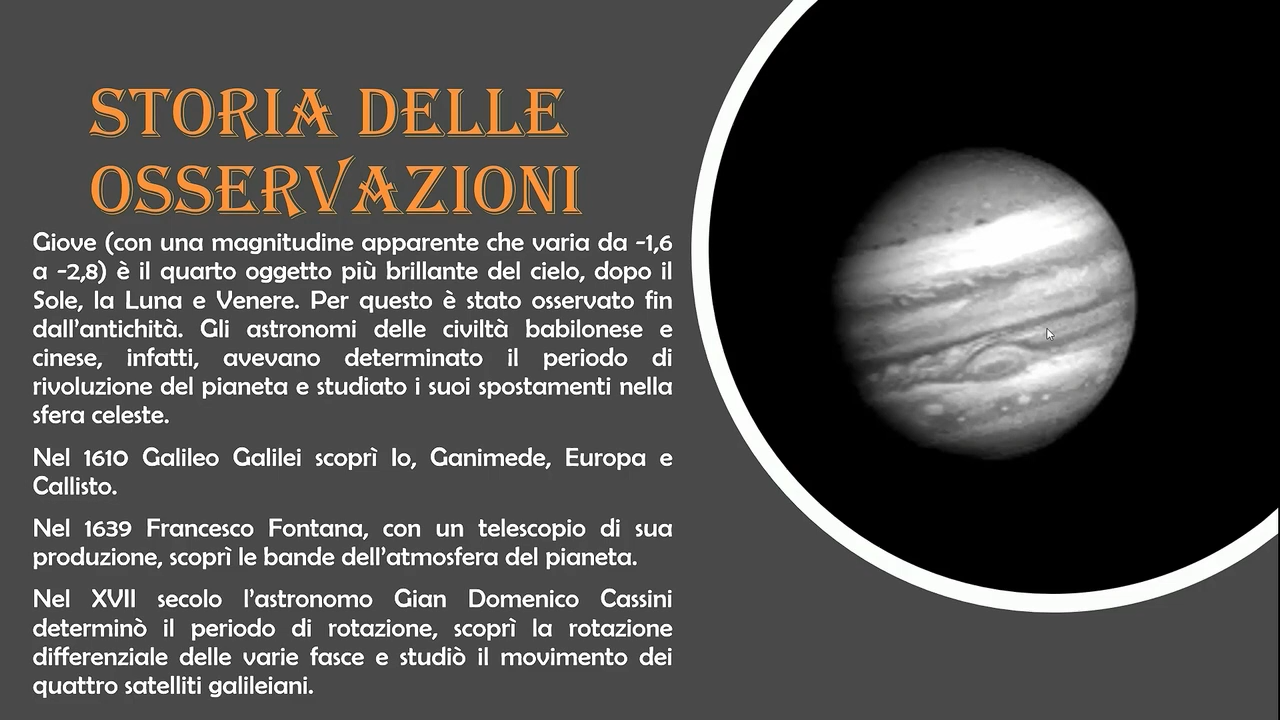 STORIA DELLE
OSSERVAZIONI
Giove (con una magnitudine apparente che varia da -1,6
a -2,8) è il quarto oggetto più brillante del cielo, dopo il
Sole, la Luna e Venere. Per questo è stato osservato fin
dall’antichità. Gli astronomi delle civiltà babilonese e
cinese, infatti, avevano determinato il periodo di
rivoluzione del pianeta e studiato i suoi spostamenti nella
sfera celeste.
Nel 1610 Galileo Galilei scoprì Io, Ganimede, Europa e
Callisto.
Nel 1639 Francesco Fontana, con un telescopio di sua
produzione, scoprì le bande dell’atmosfera del pianeta.
Nel XVII secolo l’astronomo Gian Domenico Cassini
determinò il periodo di rotazione, scoprì la rotazione
differenziale delle varie fasce e studiò il movimento dei
quattro satelliti galileiani.